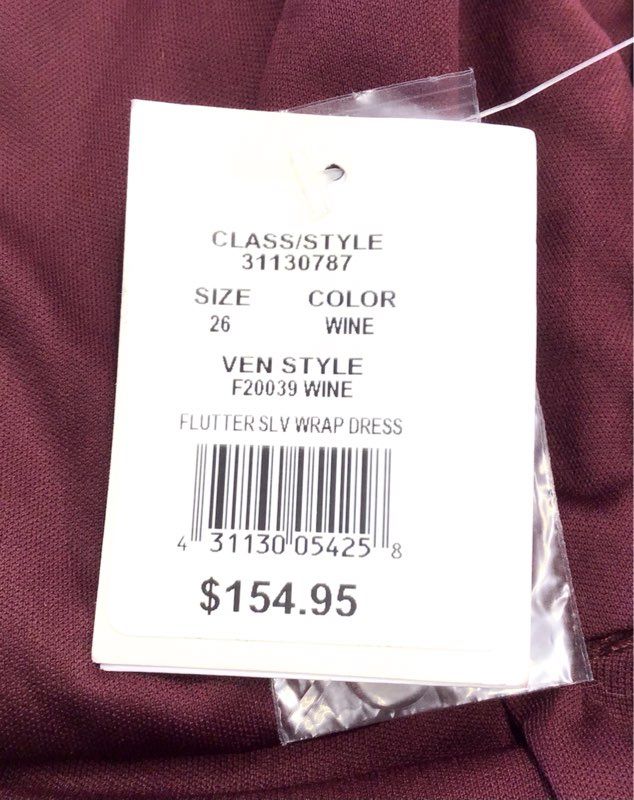 CLASS/STYLE
31130787
SIZE COLOR
26 WINE
VEN STYLE
F20039 WINE
FLUTTER SLV WRAP DRESS
4 31130 05425 8
$154.95